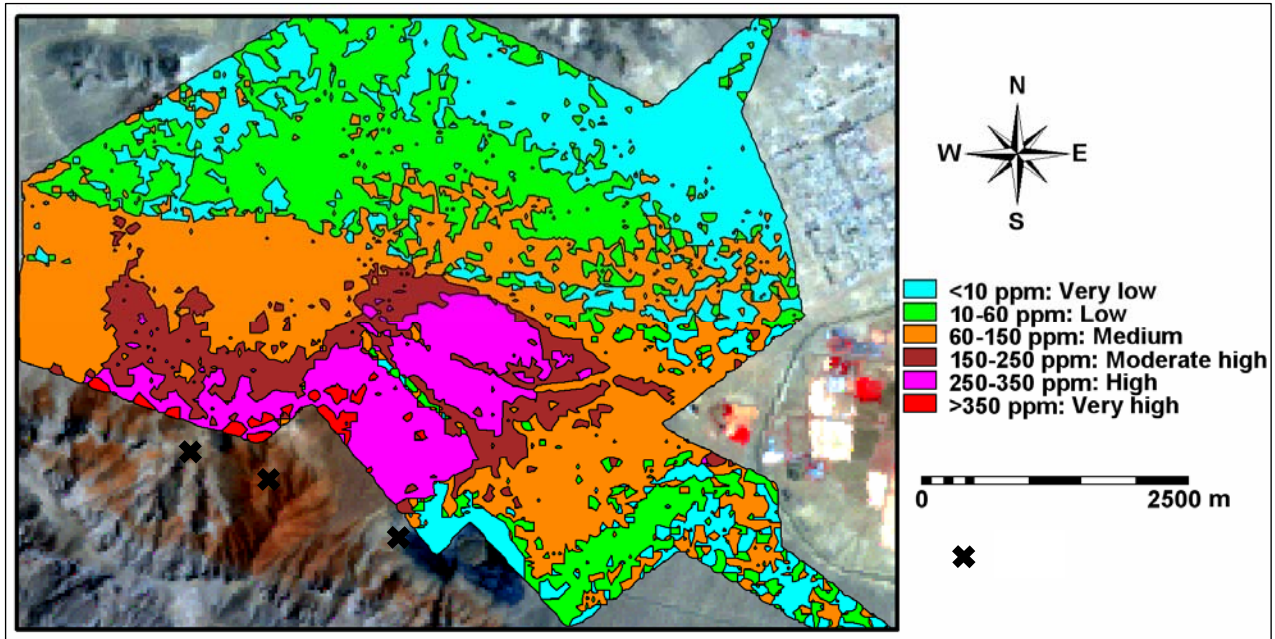 N
W E
S
<10 ppm: Very low
10-60 ppm: Low
60-150 ppm: Medium
150-250 ppm: Moderate high
250-350 ppm: High
>350 ppm: Very high
0 2500 m